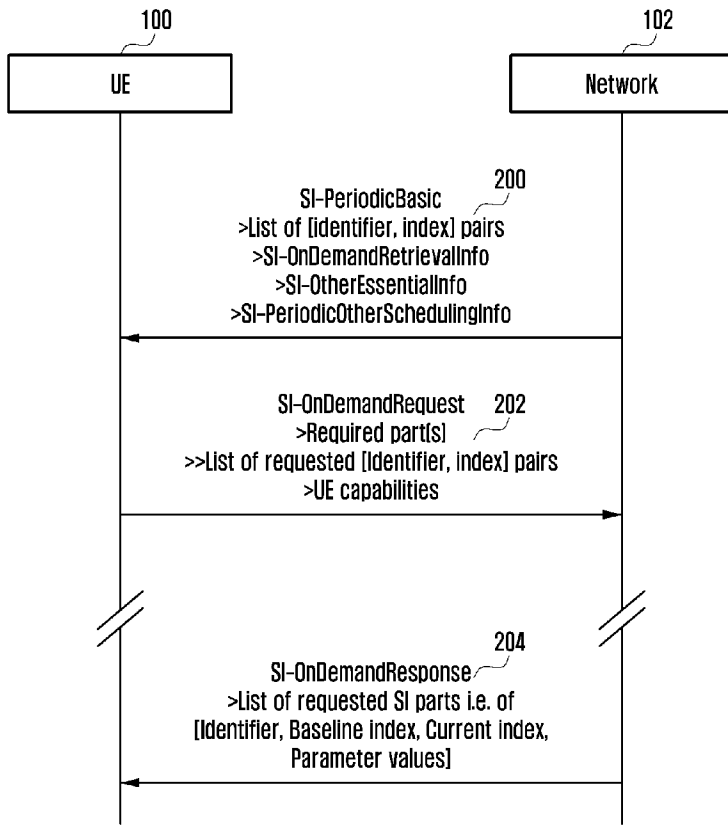 100
102
UE
Network
200
SI-PeriodicBasic
>List of [identifier, index] pairs
>SI-OnDemandRetrievalInfo
>SI-OtherEssentialInfo
>SI-PeriodicOtherSchedulingInfo
SI-OnDemandRequest 202
>Required part[s]
>>List of requested [Identifier, index] pairs
>UE capabilities
204
SI-OnDemandResponse
>List of requested SI parts i.e. of
[Identifier, Baseline index, Current index,
Parameter values]